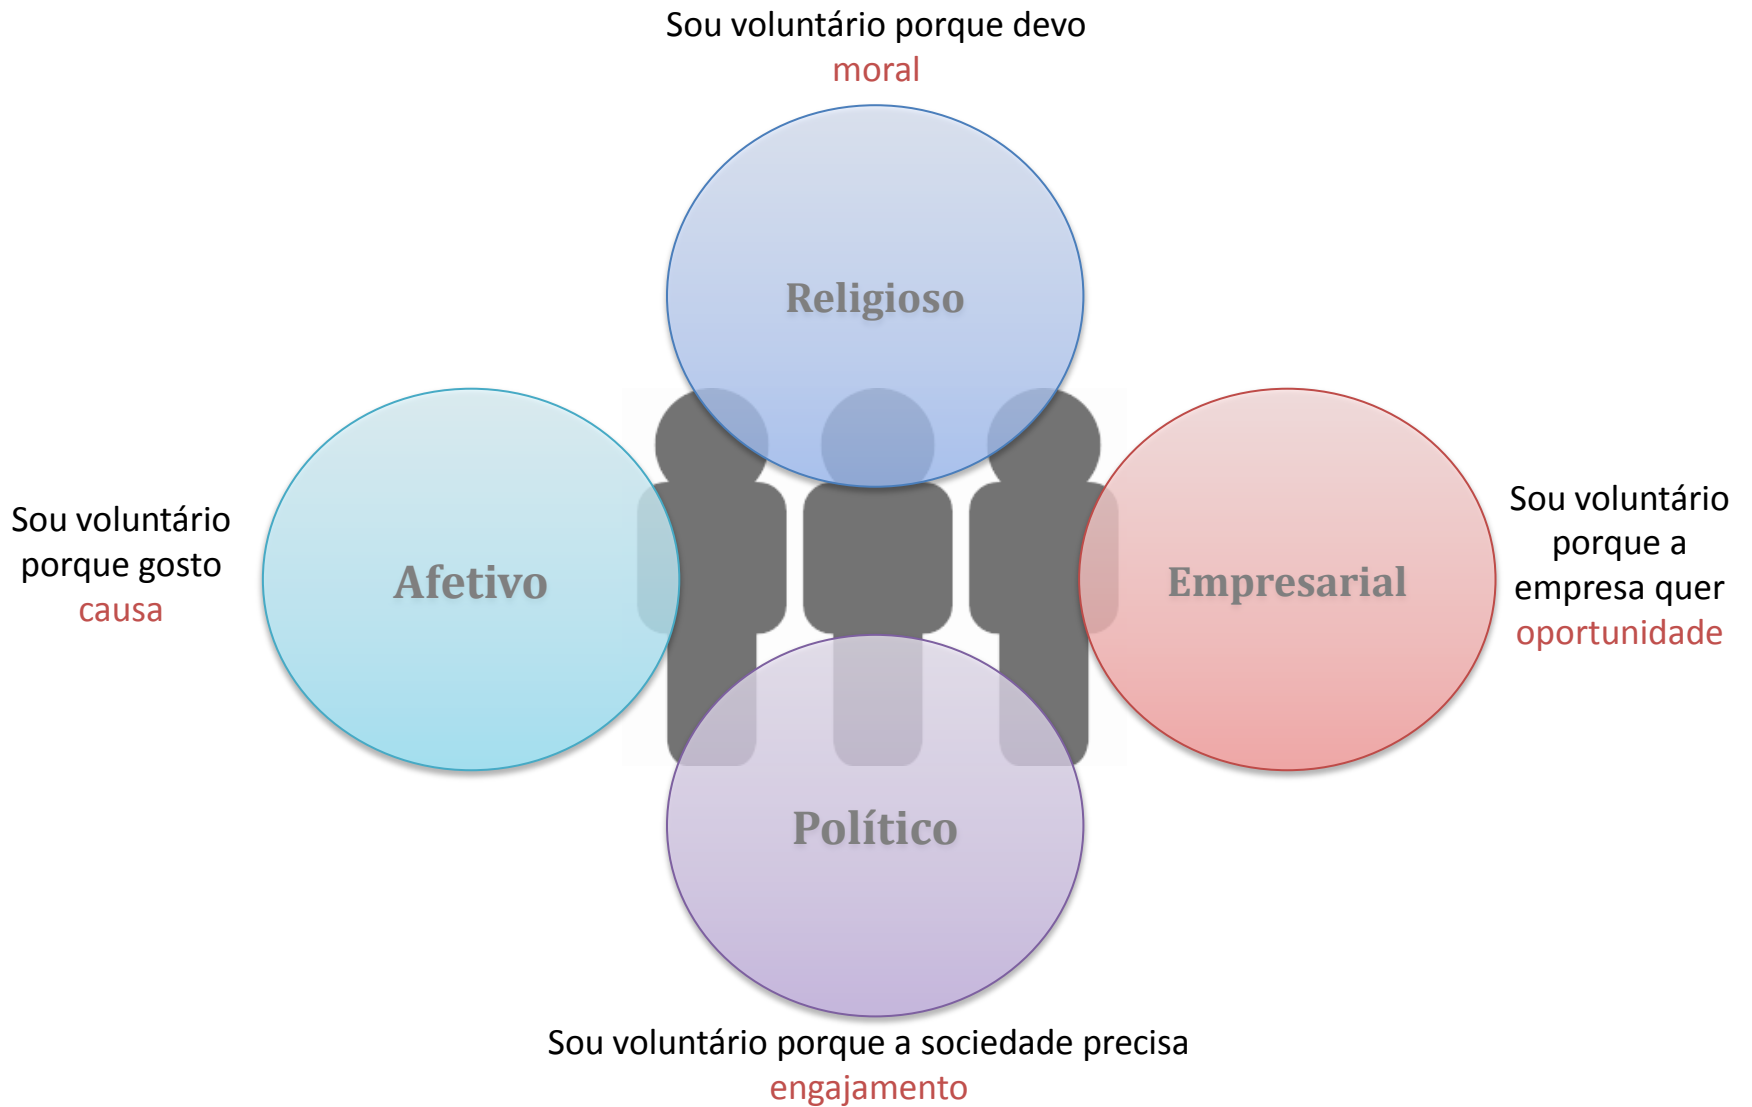 Sou voluntário porque devo
moral
Religioso
Sou voluntário
porque gosto
causa
Afetivo
Empresarial
Sou voluntário
porque a
empresa quer
oportunidade
Político
Sou voluntário porque a sociedade precisa
engajamento